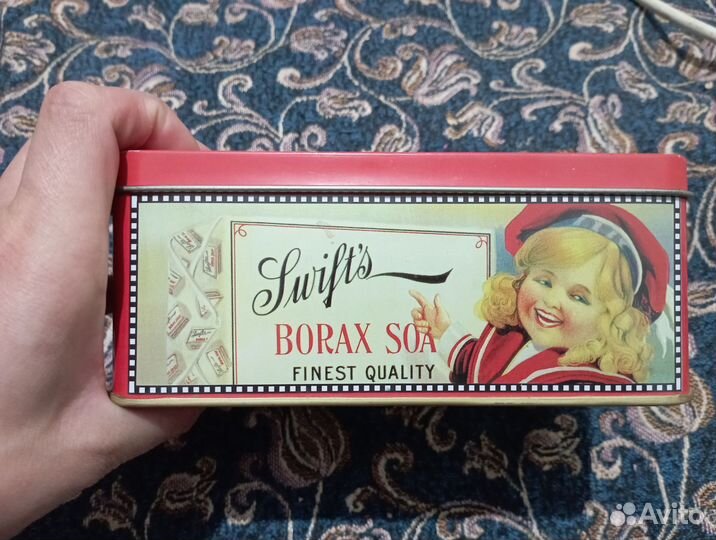 Swift's
BORAX SOA
FINEST QUALITY
Avito